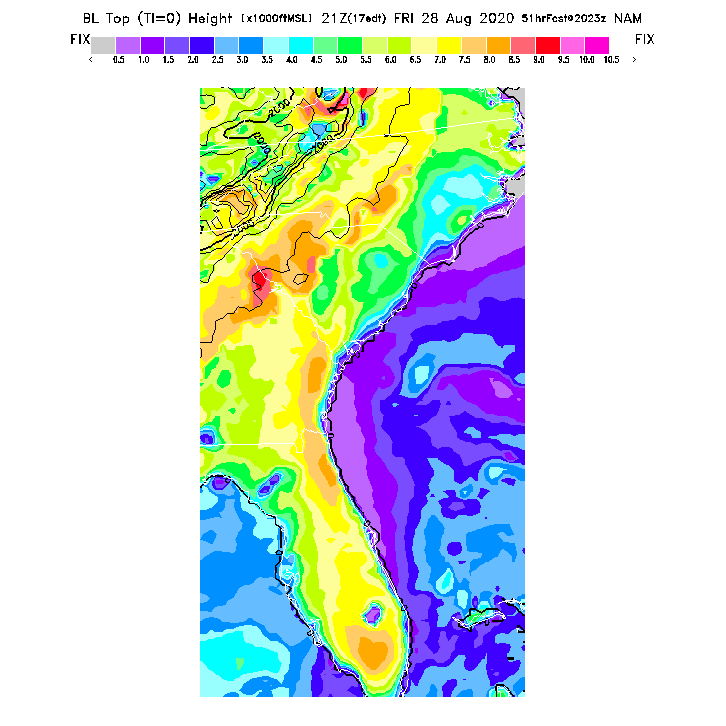 BL Top (TI=0) Height [x1000ftMSL] 21Z(17edt) FRI 28 Aug 2020 51hrFcst@2023z NAM
FIX FIX
< 0.5 1.0 1.5 2.0 2.5 3.0 3.5 4.0 4.5 5.0 5.5 6.0 6.5 7.0 7.5 8.0 8.5 9.0 9.5 10.0 10.5 >
2000
2000
2000